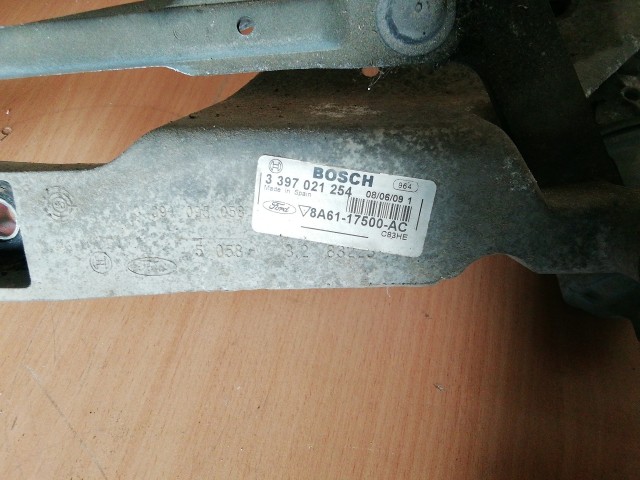 BOSCH
964
3 397 021 254
Made in Spain
08/06/09 1
Ford
8A61-17500-AC
C83HE